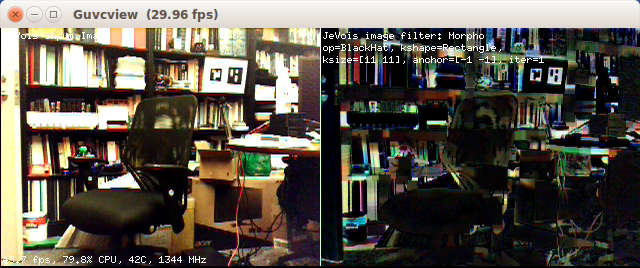 Guvcview (29.96 fps)
JeVois image filter: Morpho
op=BlackHat, kshape=Rectangle,
ksize=[11 11], anchor=[-1 -1], iter=1
fps, 79.8% CPU, 42C, 1344 MHz